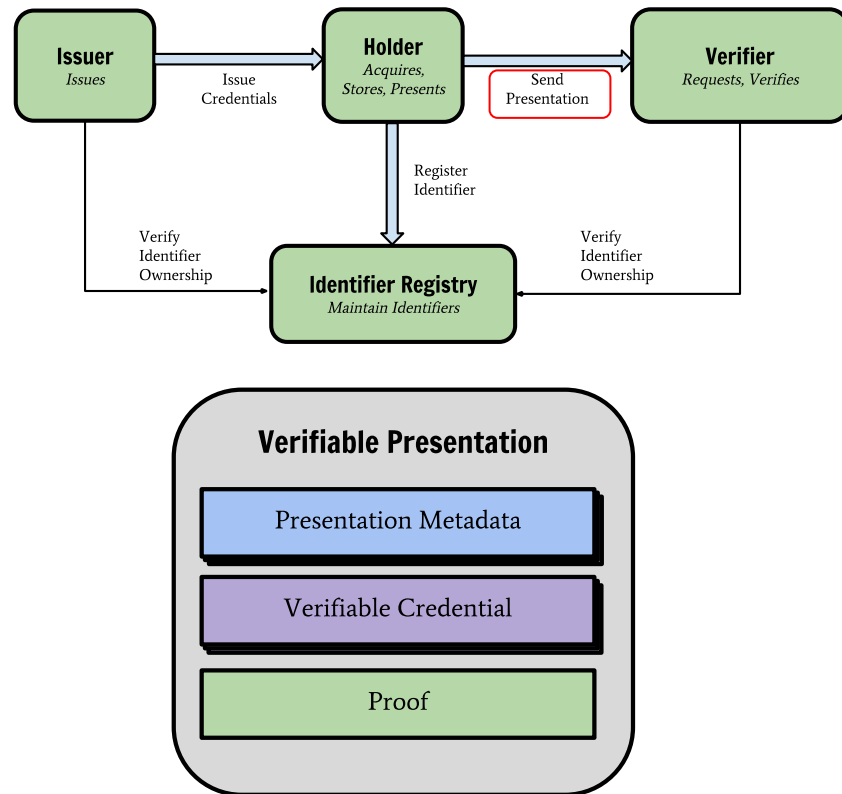 Issuer
Issues
Issue
Credentials
Holder
Acquires,
Stores, Presents
Send
Presentation
Verifier
Requests, Verifies
Register
Identifier
Verify
Identifier
Ownership
Identifier Registry
Maintain Identifiers
Verify
Identifier
Ownership
Verifiable Presentation
Presentation Metadata
Verifiable Credential
Proof